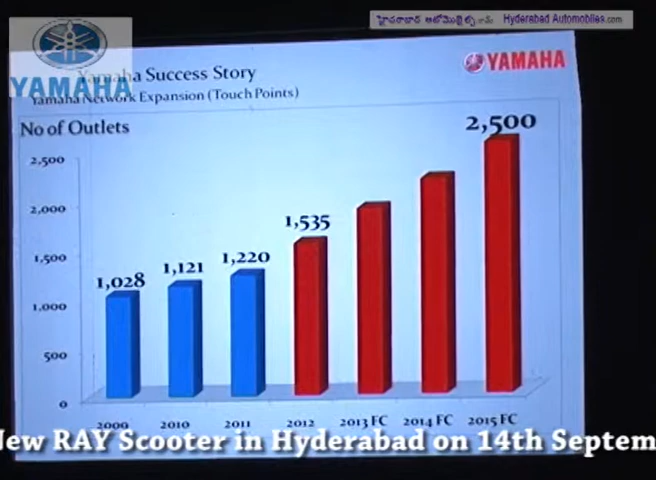 హైదరాబాద్ ఆటోమొబైల్స్.కామ్ Hyderabad Automobiles.com
YAMAHA
Yamaha Success Story
YAMAHA
Yamaha Network Expansion (Touch Points)
No of Outlets
2,500
2,500
2,000
1,535
1,500
1,028 1,121 1,220
1,000
500
0
2009 2010 2011 2012 2013 FC 2014 FC 2015 FC
New RAY Scooter in Hyderabad on 14th Septem